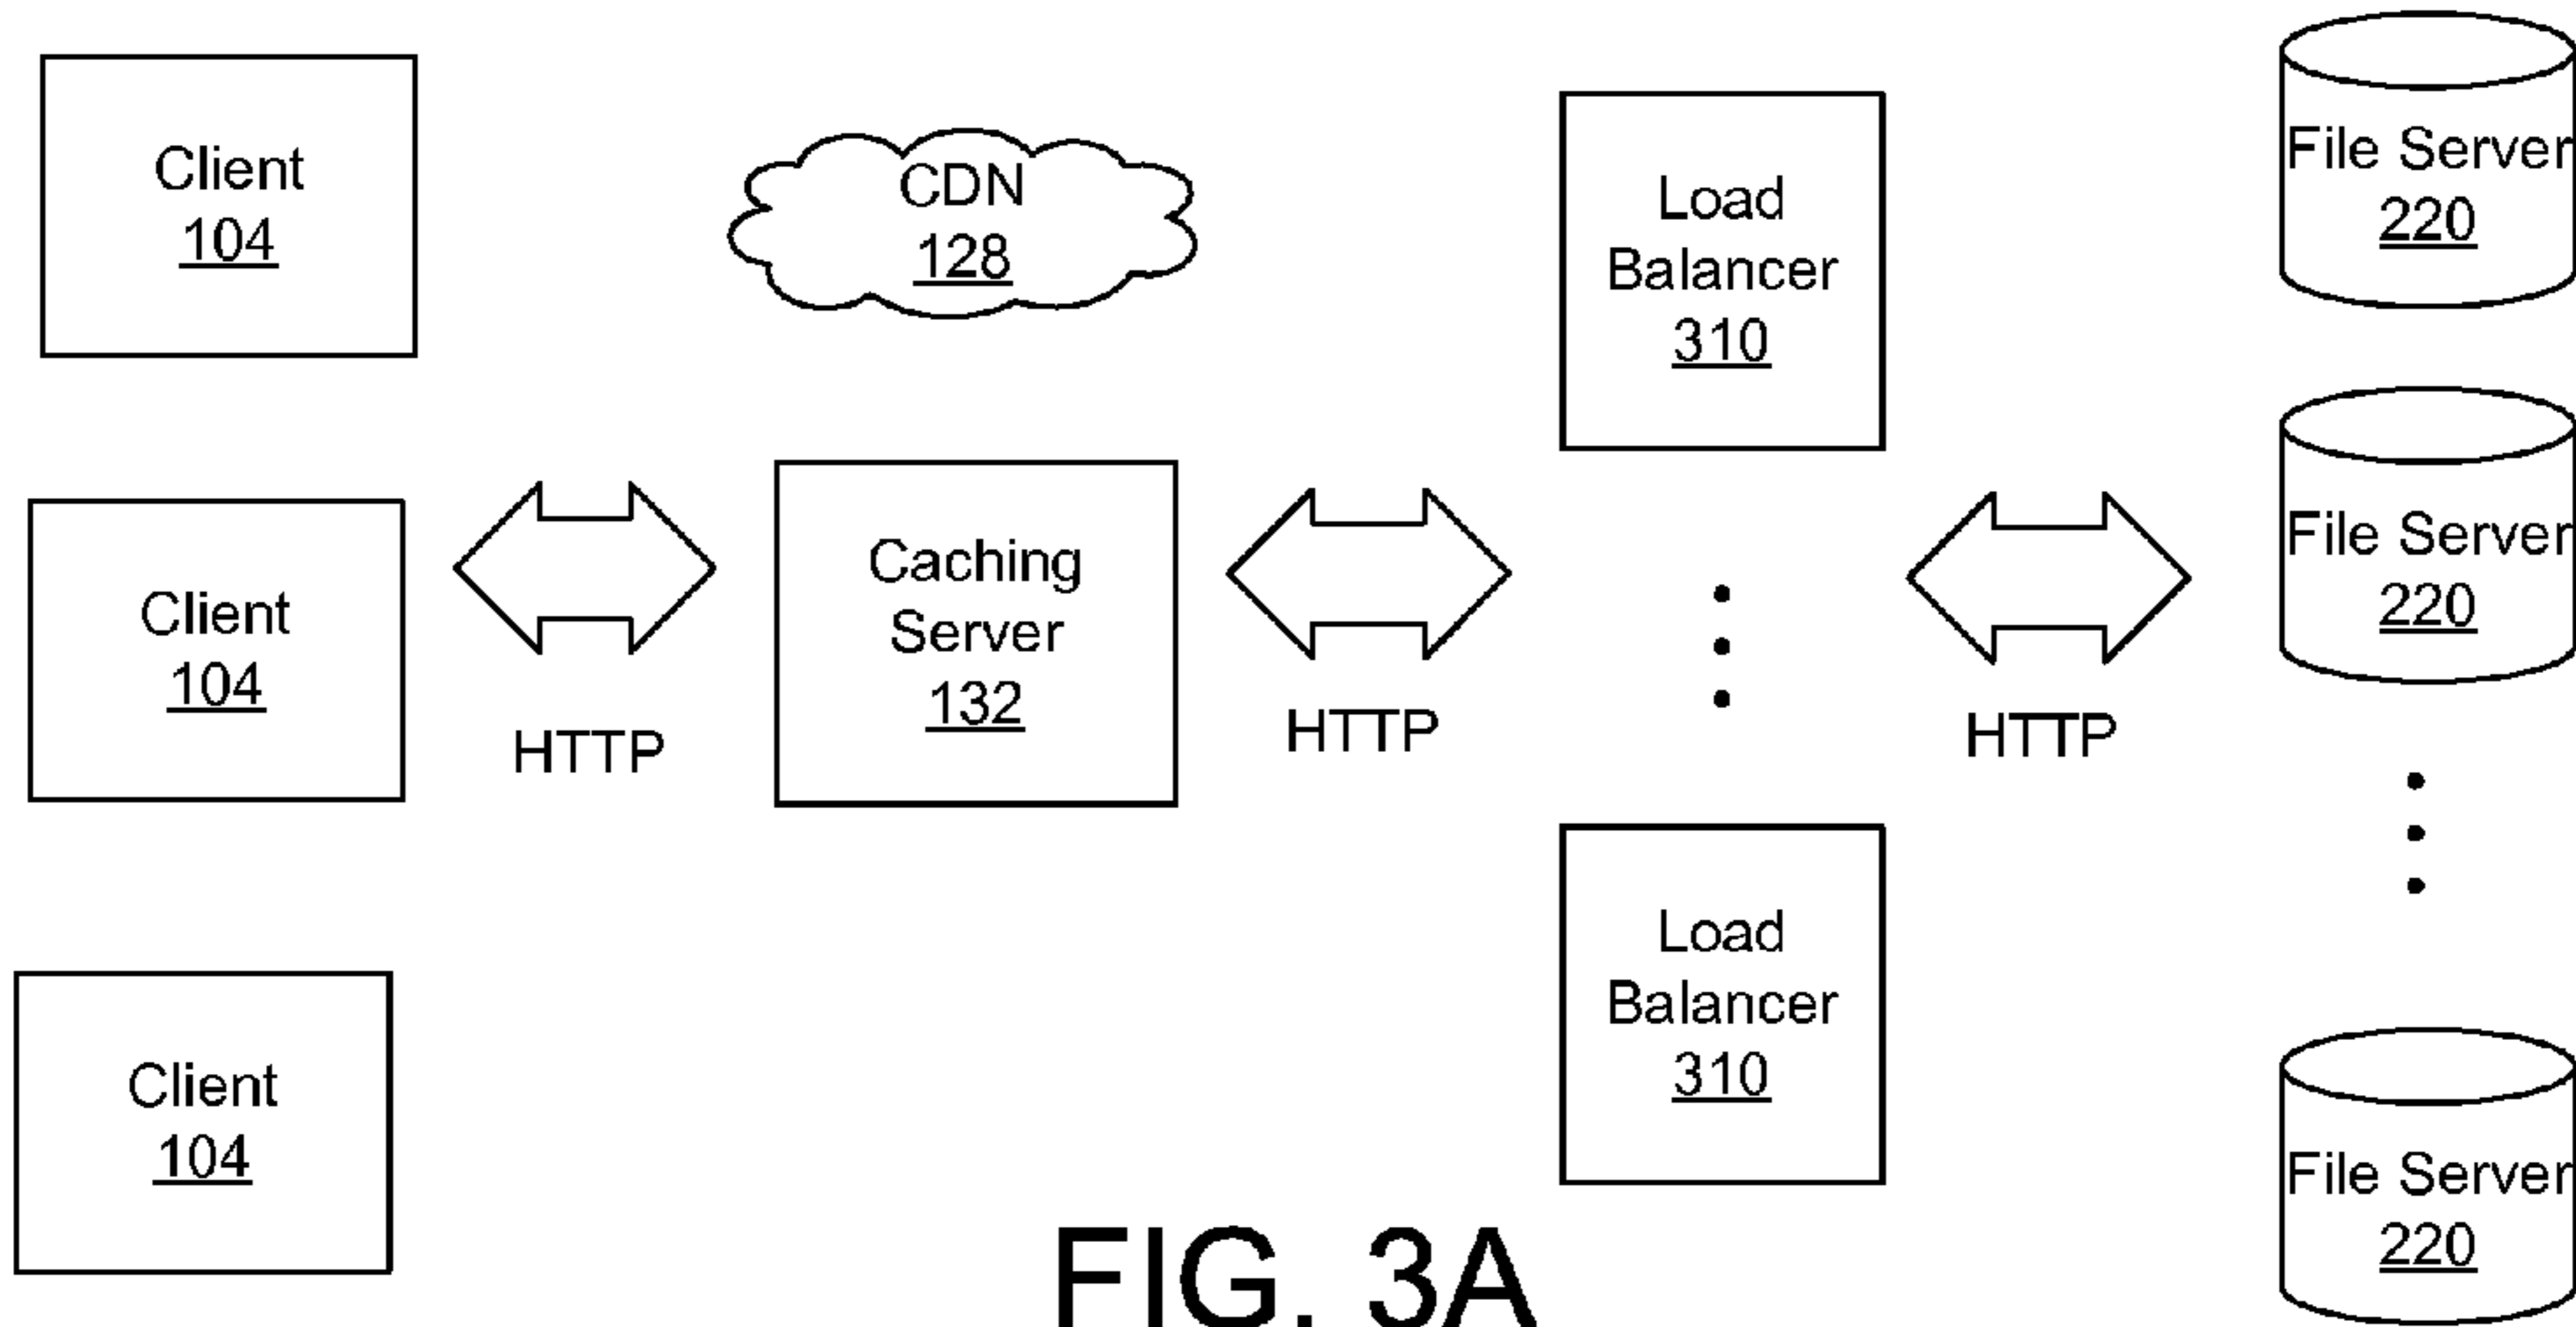 Client
104
Client
104
Client
104
HTTP
CDN
128
Caching
Server
132
HTTP
Load
Balancer
310
Load
Balancer
310
HTTP
File Server
220
File Server
220
File Server
220
FIG. 3A